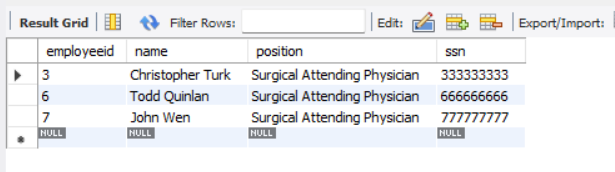 Result Grid Filter Rows: Edit: Export/Import:
employeeid name position ssn
3 Christopher Turk Surgical Attending Physician 333333333
6 Todd Quinlan Surgical Attending Physician 666666666
7 John Wen Surgical Attending Physician 777777777
NULL NULL NULL NULL